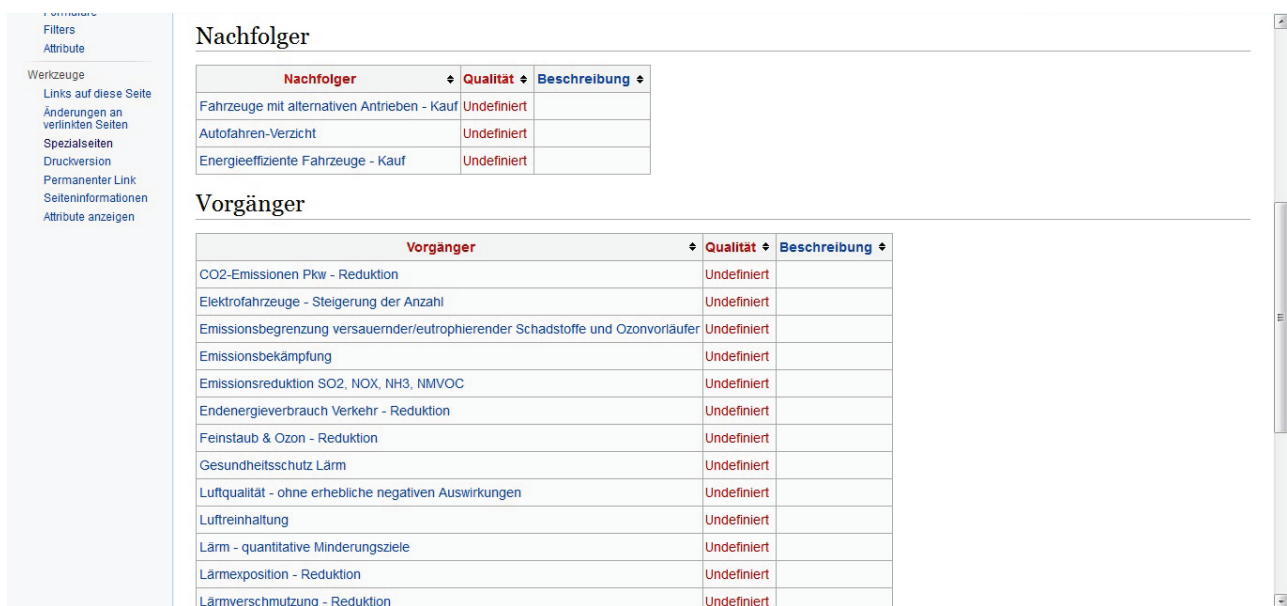 Formulare
Filters
Attribute
Werkzeuge
Links auf diese Seite
Änderungen an
verlinkten Seiten
Spezialseiten
Druckversion
Permanenter Link
Seiteninformationen
Attribute anzeigen
Nachfolger
Nachfolger Qualität Beschreibung
Fahrzeuge mit alternativen Antrieben - Kauf Undefiniert
Autofahren-Verzicht Undefiniert
Energieeffiziente Fahrzeuge - Kauf Undefiniert
Vorgänger
Vorgänger Qualität Beschreibung
CO2-Emissionen Pkw - Reduktion Undefiniert
Elektrofahrzeuge - Steigerung der Anzahl Undefiniert
Emissionsbegrenzung versauernder/eutrophierender Schadstoffe und Ozonvorläufer Undefiniert
Emissionsbekämpfung Undefiniert
Emissionsreduktion SO2, NOX, NH3, NMVOC Undefiniert
Endenergieverbrauch Verkehr - Reduktion Undefiniert
Feinstaub & Ozon - Reduktion Undefiniert
Gesundheitsschutz Lärm Undefiniert
Luftqualität - ohne erhebliche negativen Auswirkungen Undefiniert
Luftreinhaltung Undefiniert
Lärm - quantitative Minderungsziele Undefiniert
Lärmexposition - Reduktion Undefiniert
Lärmverschmutzung - Reduktion Undefiniert